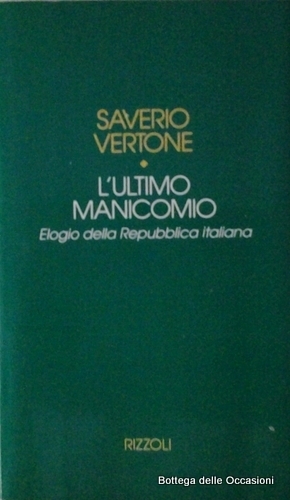 SAVERIO
VERTONE
L'ULTIMO
MANICOMIO
Elogio della Repubblica italiana
RIZZOLI
Bottega delle Occasioni